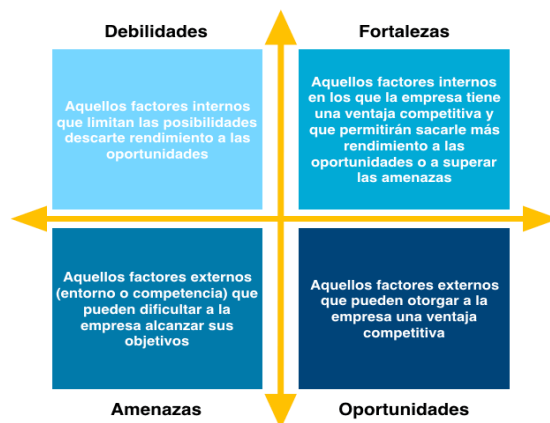 Debilidades
Fortalezas
Aquellos factores internos
que limitan las posibilidades
descarte rendimiento a las
oportunidades
Aquellos factores internos
en los que la empresa tiene
una ventaja competitiva y
que permitirán sacarle más
rendimiento a las
oportunidades o a superar
las amenazas
Aquellos factores externos
(entorno o competencia) que
pueden dificultar a la
empresa alcanzar sus
objetivos
Aquellos factores externos
que pueden otorgar a la
empresa una ventaja
competitiva
Amenazas
Oportunidades